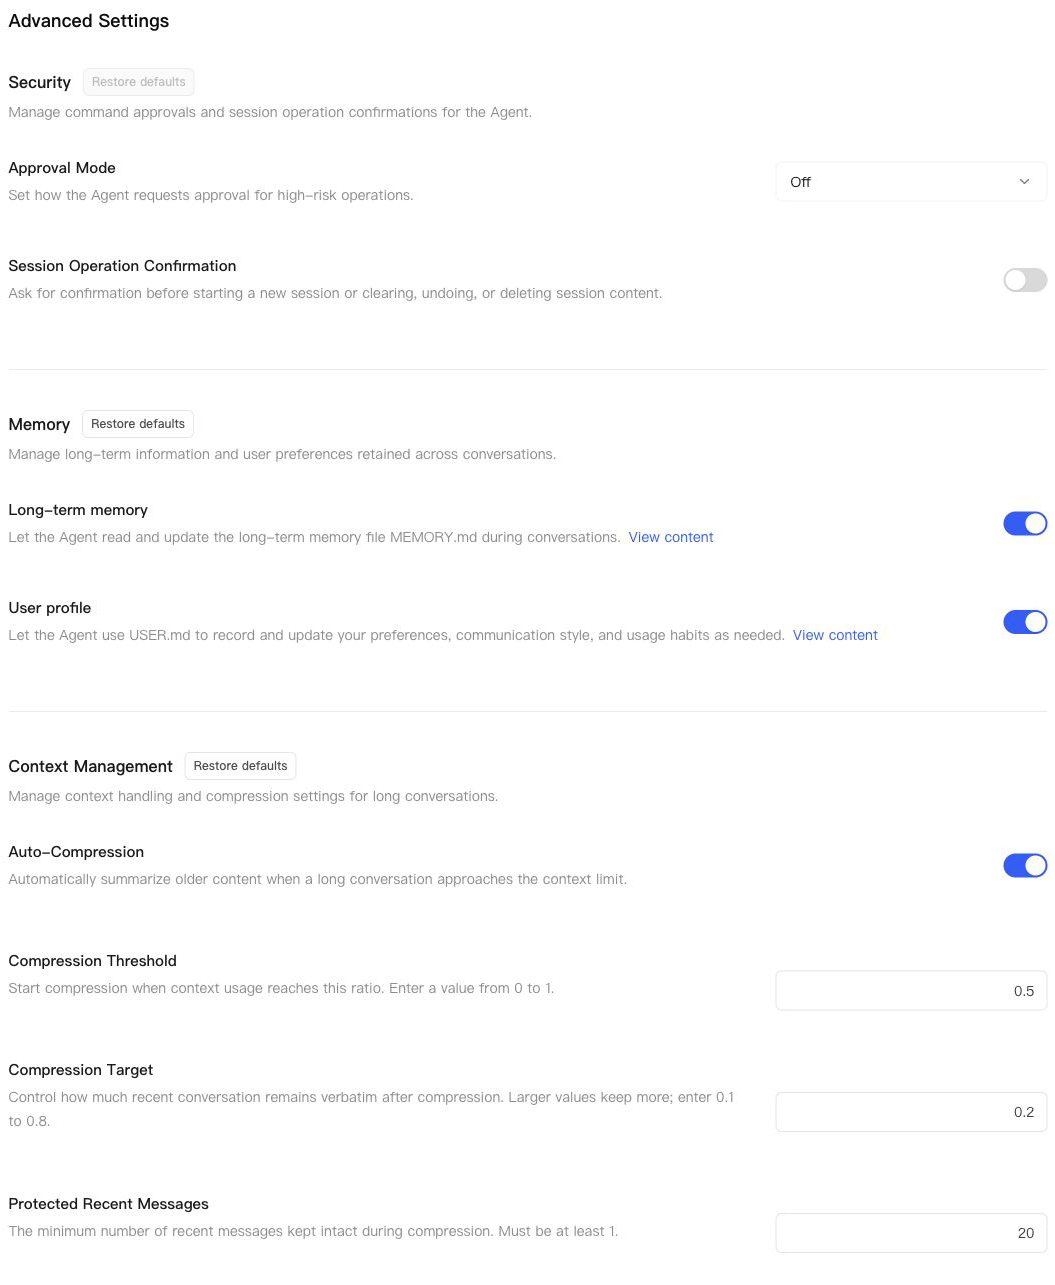 Advanced Settings
Security
Restore defaults
Manage command approvals and session operation confirmations for the Agent.
Approval Mode
Set how the Agent requests approval for high-risk operations.
Off
Session Operation Confirmation
Ask for confirmation before starting a new session or clearing, undoing, or deleting session content.
Memory
Restore defaults
Manage long-term information and user preferences retained across conversations.
Long-term memory
Let the Agent read and update the long-term memory file MEMORY.md during conversations. View content
User profile
Let the Agent use USER.md to record and update your preferences, communication style, and usage habits as needed. View content
Context Management
Restore defaults
Manage context handling and compression settings for long conversations.
Auto-Compression
Automatically summarize older content when a long conversation approaches the context limit.
Compression Threshold
Start compression when context usage reaches this ratio. Enter a value from 0 to 1.
0.5
Compression Target
Control how much recent conversation remains verbatim after compression. Larger values keep more; enter 0.1
to 0.8.
0.2
Protected Recent Messages
The minimum number of recent messages kept intact during compression. Must be at least 1.
20